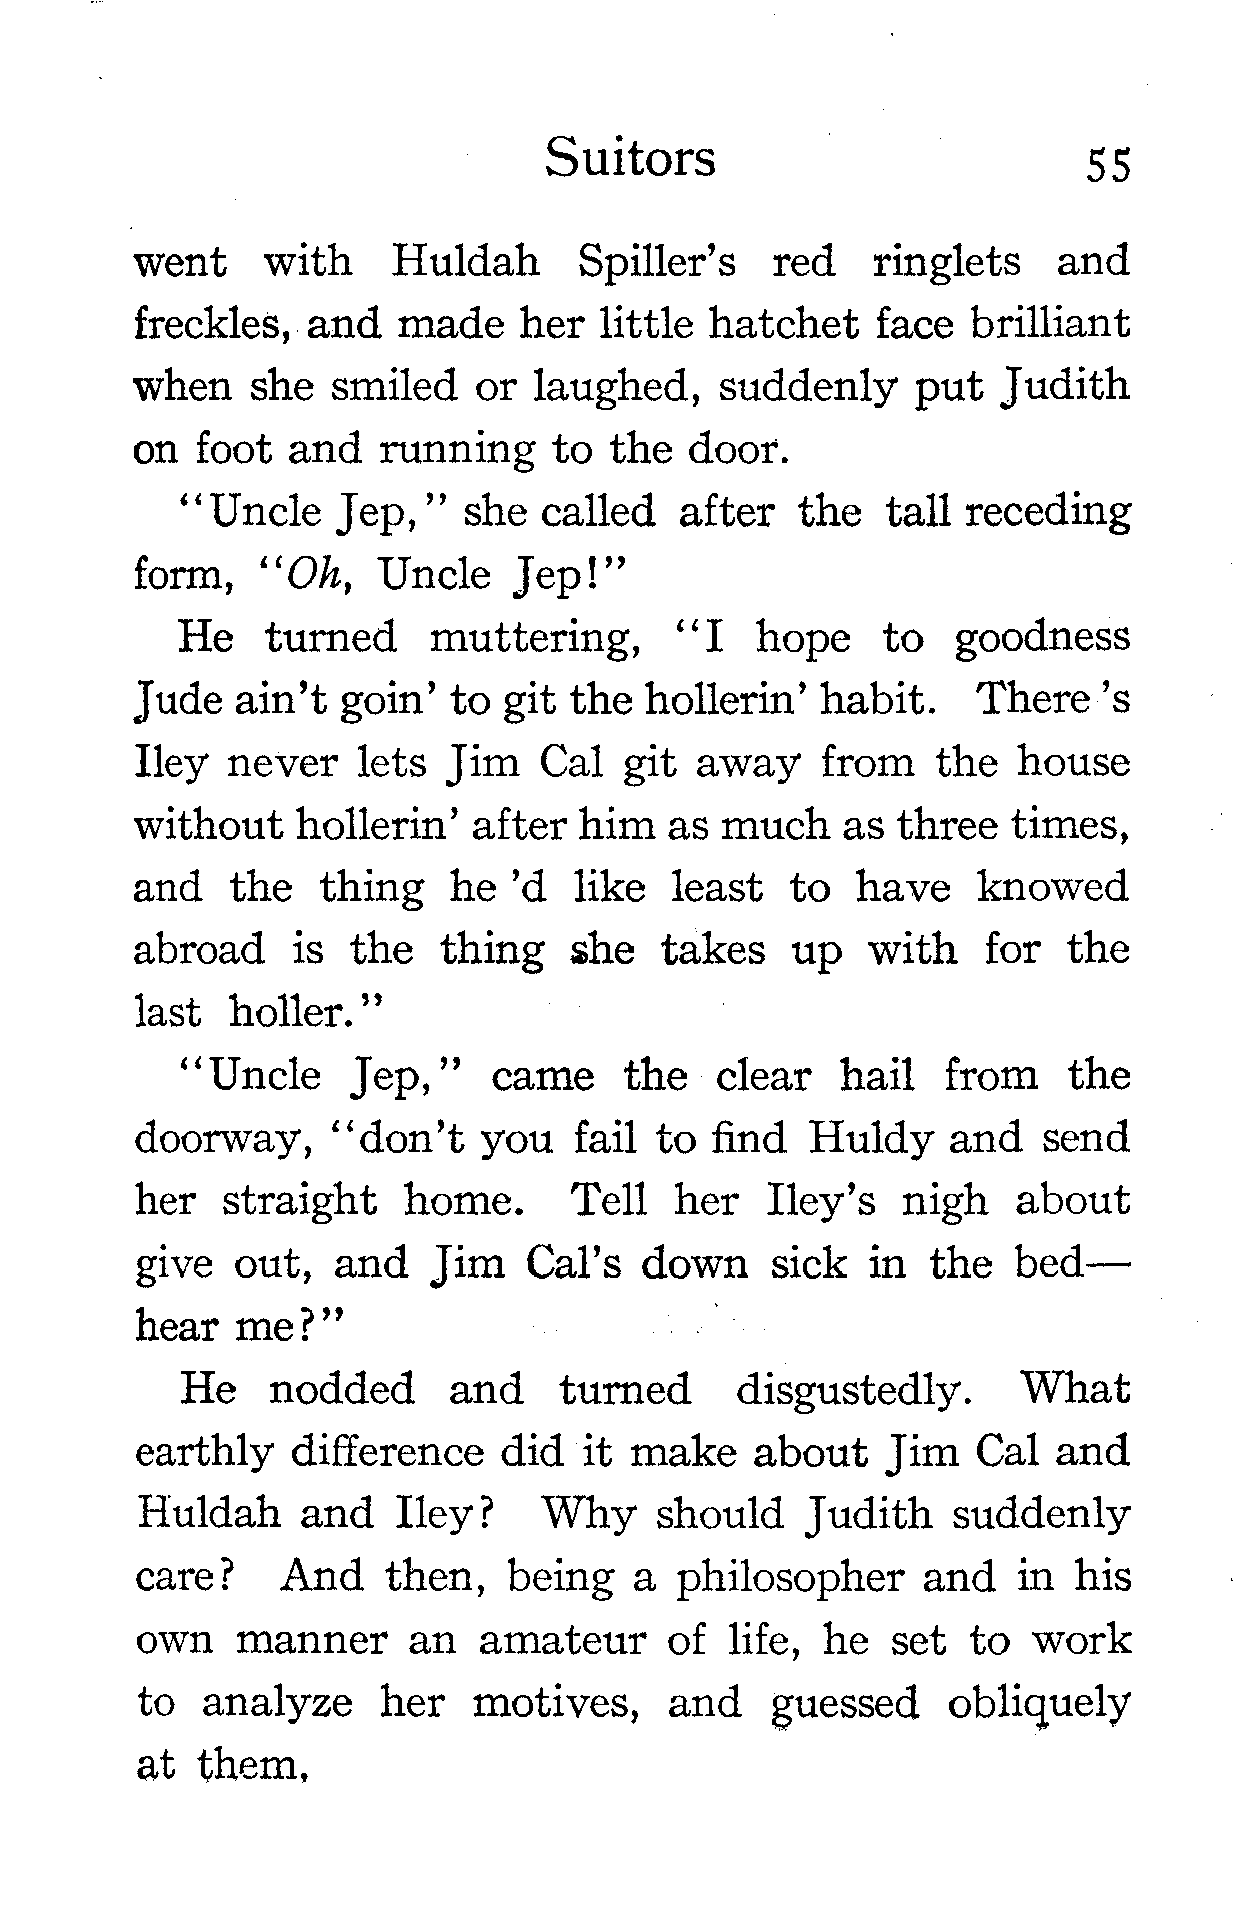 Suitors 55
went with Huldah Spiller's red ringlets and
freckles, and made her little hatchet face brilliant
when she smiled or laughed, suddenly put Judith
on foot and running to the door.
"Uncle Jep," she called after the tall receding
form, "Oh, Uncle Jep!"
He turned muttering, "I hope to goodness
Jude ain't goin' to git the hollerin' habit. There 's
Iley never lets Jim Cal git away from the house
without hollerin' after him as much as three times,
and the thing he 'd like least to have knowed
abroad is the thing she takes up with for the
last holler."
"Uncle Jep," came the clear hail from the
doorway, "don't you fail to find Huldy and send
her straight home. Tell her Iley's nigh about
give out, and Jim Cal's down sick in the bed—
hear me?"
He nodded and turned disgustedly. What
earthly difference did it make about Jim Cal and
Huldah and Iley? Why should Judith suddenly
care? And then, being a philosopher and in his
own manner an amateur of life, he set to work
to analyze her motives, and guessed obliquely
at them.